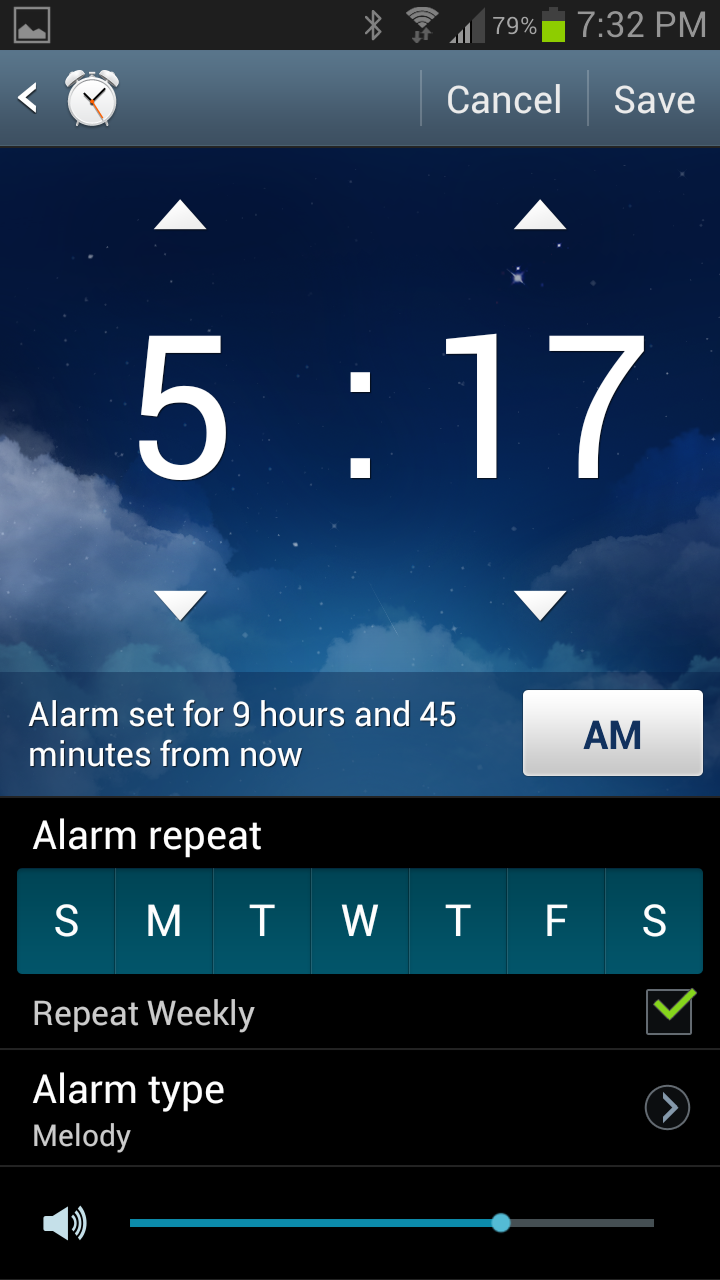 79% 7:32 PM
Cancel Save
5 : 17
Alarm set for 9 hours and 45
minutes from now
AM
Alarm repeat
S M T W T F S
Repeat Weekly
Alarm type
Melody